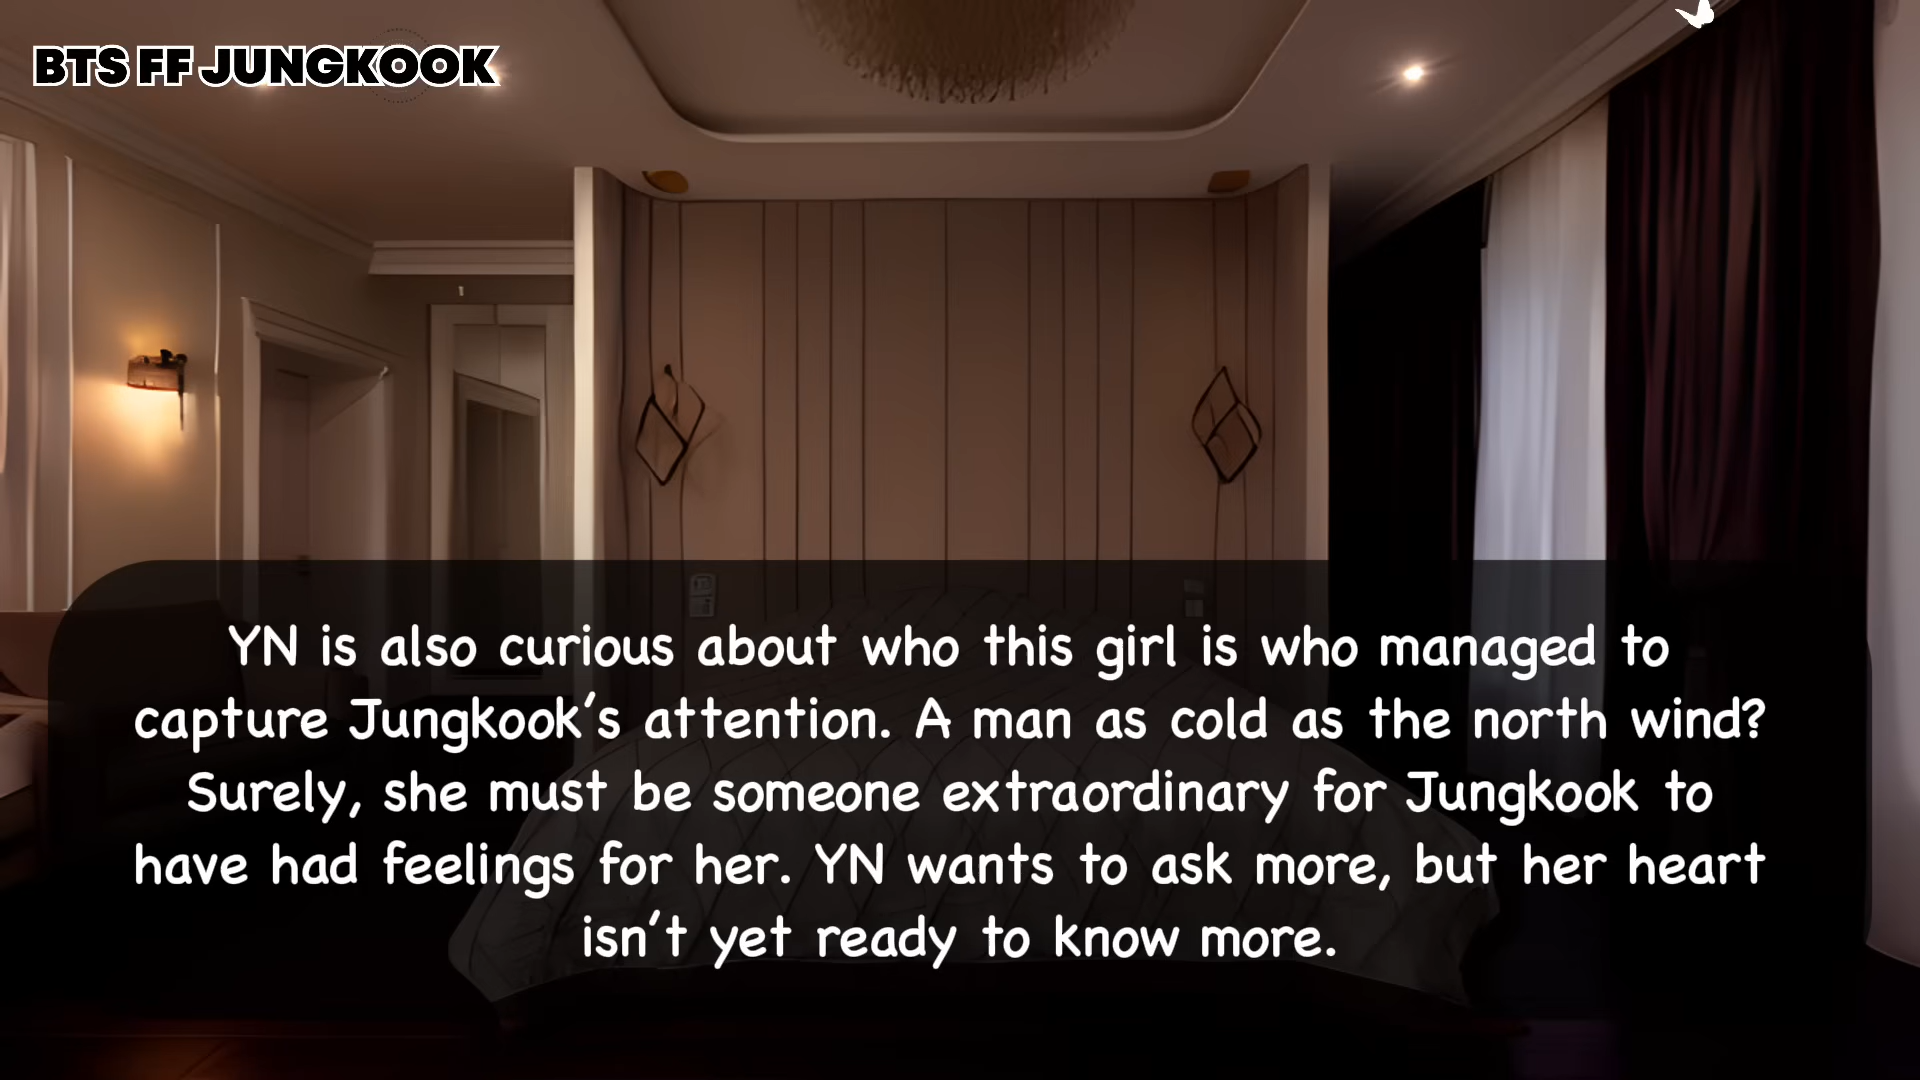 BTS FF JUNGKOOK
YN is also curious about who this girl is who managed to
capture Jungkook's attention. A man as cold as the north wind?
Surely, she must be someone extraordinary for Jungkook to
have had feelings for her. YN wants to ask more, but her heart
isn't yet ready to know more.